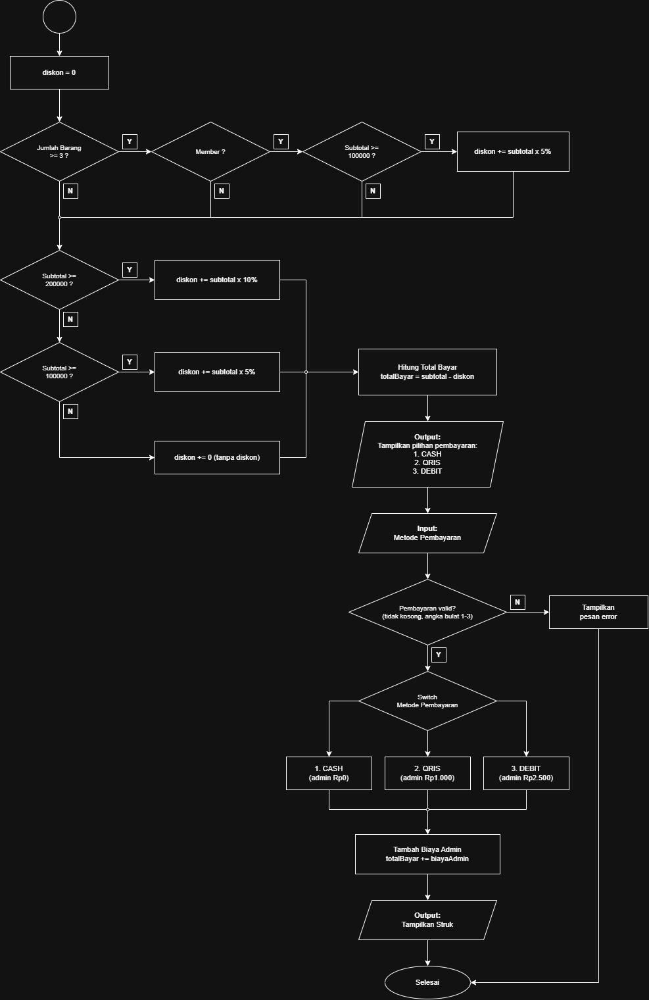 diskon = 0
Jumlah Barang
>= 3 ?
Y
Member ?
Y
Subtotal >=
100000 ?
Y
diskon += subtotal x 5%
N
N
N
Subtotal >=
200000 ?
Y
diskon += subtotal x 10%
N
Subtotal >=
100000 ?
Y
diskon += subtotal x 5%
N
diskon += 0 (tanpa diskon)
Hitung Total Bayar
totalBayar = subtotal - diskon
Output:
Tampilkan pilihan pembayaran:
1. CASH
2. QRIS
3. DEBIT
Input:
Metode Pembayaran
Pembayaran valid?
(tidak kosong, angka bulat 1-3)
N
Tampilkan
pesan error
Y
Switch
Metode Pembayaran
1. CASH
(admin Rp0)
2. QRIS
(admin Rp1.000)
3. DEBIT
(admin Rp2.500)
Tambah Biaya Admin
totalBayar += biayaAdmin
Output:
Tampilkan Struk
Selesai